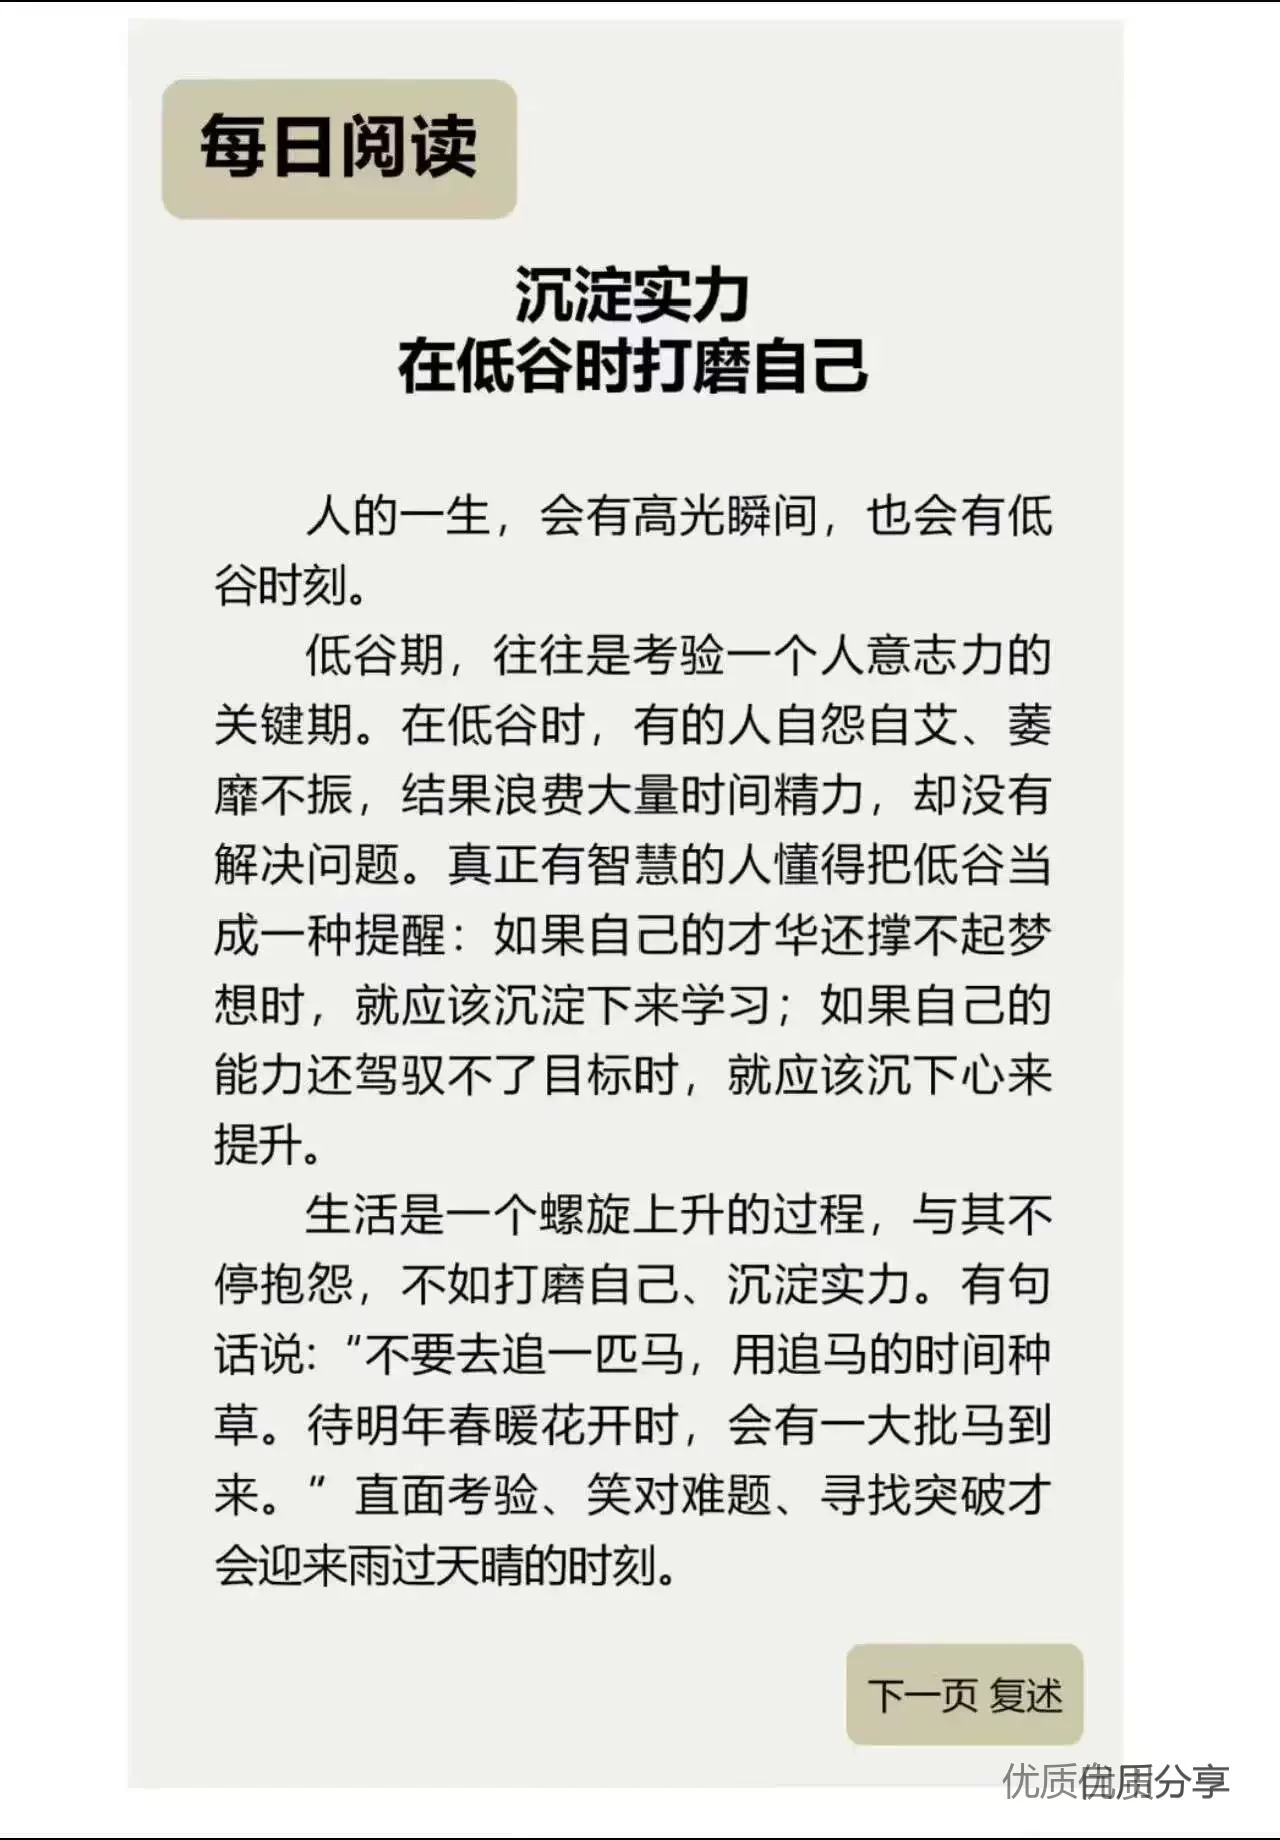 每日阅读
沉淀实力
在低谷时打磨自己
人的一生，会有高光瞬间，也会有低
谷时刻。
低谷期，往往是考验一个人意志力的
关键期。在低谷时，有的人自怨自艾、萎
靡不振，结果浪费大量时间精力，却没有
解决问题。真正有智慧的人懂得把低谷当
成一种提醒：如果自己的才华还撑不起梦
想时，就应该沉淀下来学习；如果自己的
能力还驾驭不了目标时，就应该沉下心来
提升。
生活是一个螺旋上升的过程，与其不
停抱怨，不如打磨自己、沉淀实力。有句
话说：“不要去追一匹马，用追马的时间种
草。待明年春暖花开时，会有一大批马到
来。”直面考验、笑对难题、寻找突破才
会迎来雨过天晴的时刻。
下一页 复述
优质 分享